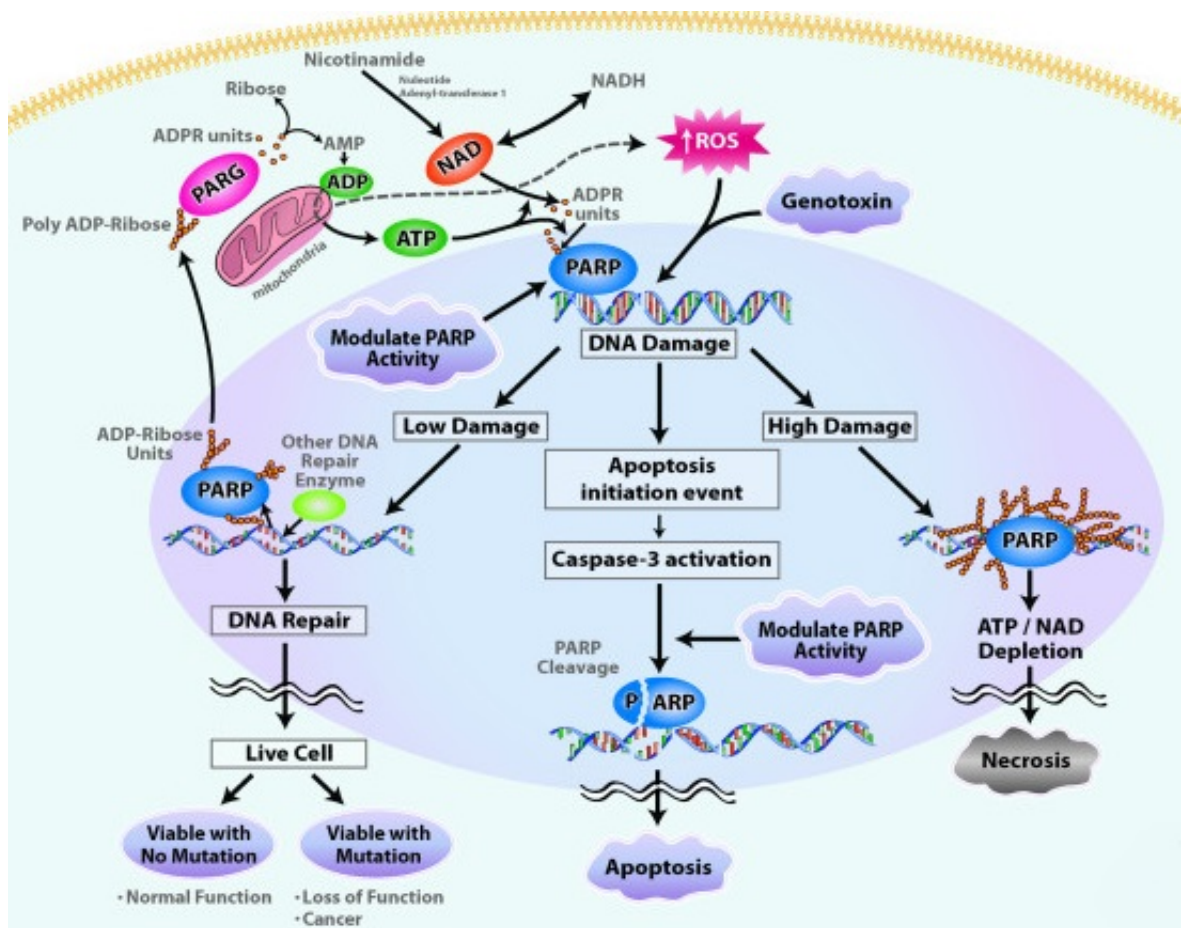 Nicotinamide
Nuleotide
Adenyl-transferase 1
NADH
Ribose
ADPR units
AMP
NAD
↑ROS
PARG
ADP
ADPR
units
Genotoxin
Poly ADP-Ribose
ATP
mitochondria
PARP
Modulate PARP
Activity
DNA Damage
Low Damage
High Damage
ADP-Ribose
Units
Other DNA
Repair
Enzyme
Apoptosis
initiation event
PARP
PARP
Caspase-3 activation
DNA Repair
Modulate PARP
Activity
ATP / NAD
Depletion
PARP
Cleavage
P ARP
Live Cell
Necrosis
Viable with
No Mutation
Viable with
Mutation
Apoptosis
• Normal Function
• Loss of Function
• Cancer